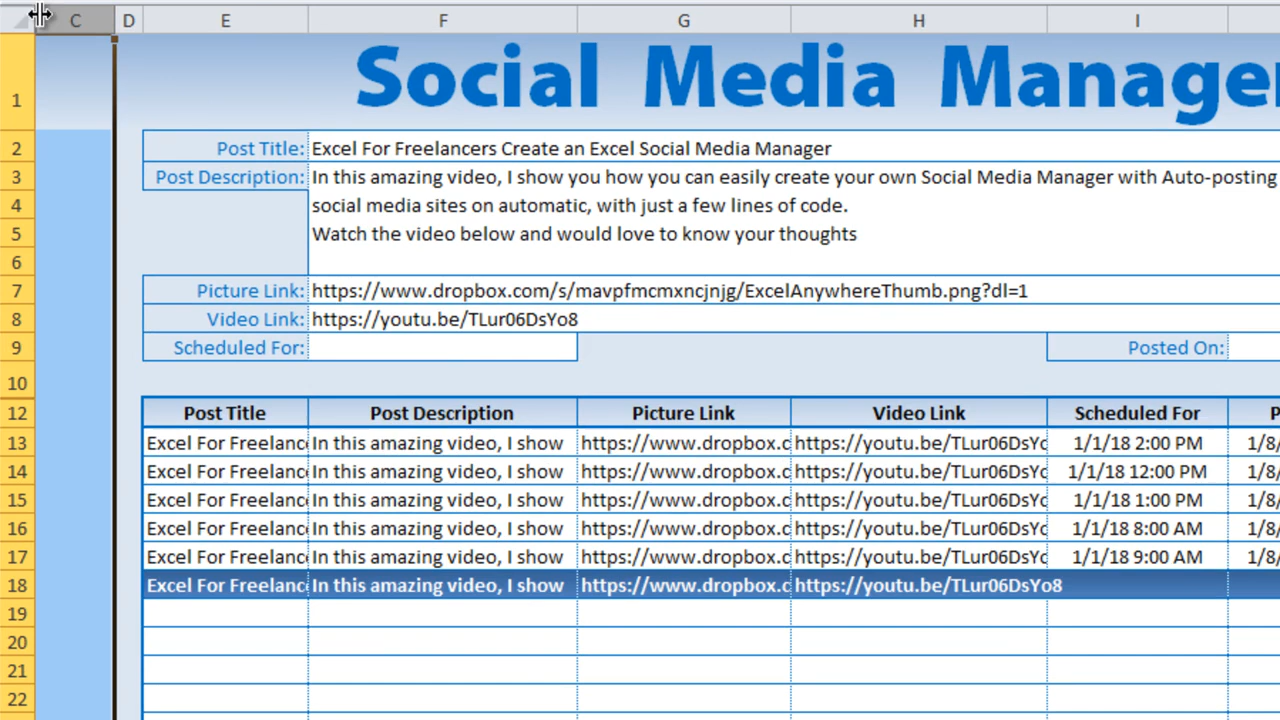 C D E F G H I
1 Social Media Manager
2 Post Title: Excel For Freelancers Create an Excel Social Media Manager
3 Post Description: In this amazing video, I show you how you can easily create your own Social Media Manager with Auto-posting
4 social media sites on automatic, with just a few lines of code.
5 Watch the video below and would love to know your thoughts
6
7 Picture Link: https://www.dropbox.com/s/mavpfmcmxncjnjg/ExcelAnywhereThumb.png?dl=1
8 Video Link: https://youtu.be/TLur06DsYo8
9 Scheduled For: Posted On:
10
12 Post Title Post Description Picture Link Video Link Scheduled For P
13 Excel For Freelanc In this amazing video, I show https://www.dropbox.c https://youtu.be/TLur06DsYo 1/1/18 2:00 PM 1/8/
14 Excel For Freelanc In this amazing video, I show https://www.dropbox.c https://youtu.be/TLur06DsYo 1/1/18 12:00 PM 1/8/
15 Excel For Freelanc In this amazing video, I show https://www.dropbox.c https://youtu.be/TLur06DsYo 1/1/18 1:00 PM 1/8/
16 Excel For Freelanc In this amazing video, I show https://www.dropbox.c https://youtu.be/TLur06DsYo 1/1/18 8:00 AM 1/8/
17 Excel For Freelanc In this amazing video, I show https://www.dropbox.c https://youtu.be/TLur06DsYo 1/1/18 9:00 AM 1/8/
18 Excel For Freelanc In this amazing video, I show https://www.dropbox.c https://youtu.be/TLur06DsYo8
19
20
21
22